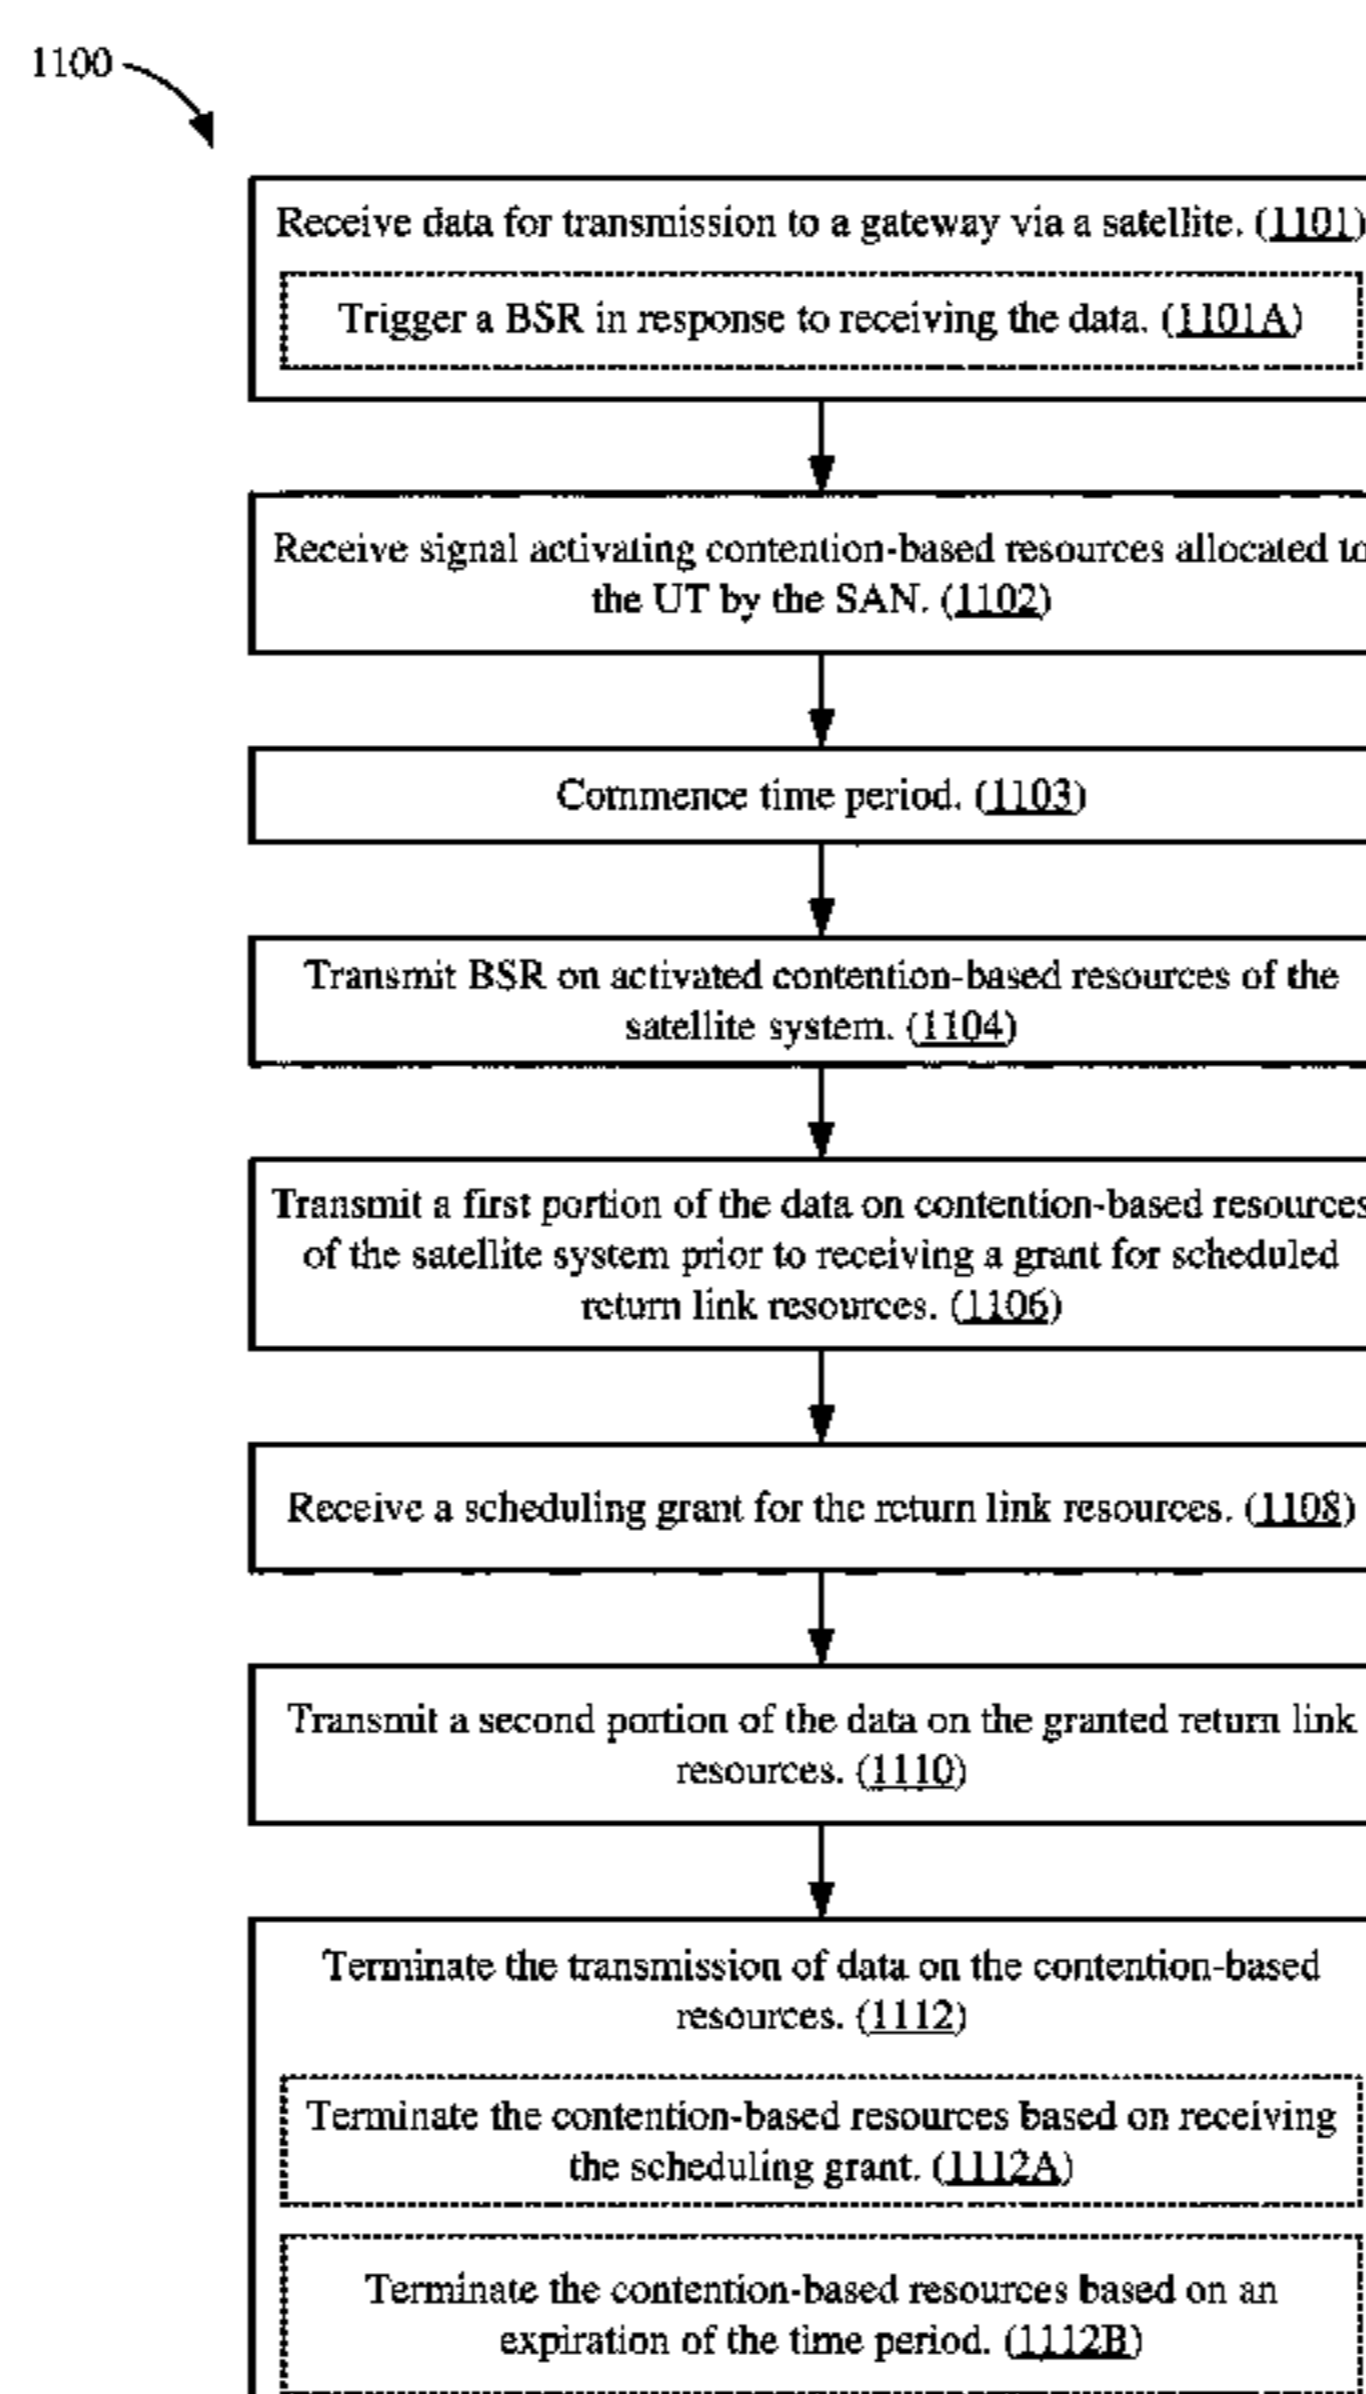 1100
Receive data for transmission to a gateway via a satellite. (1101)
Trigger a BSR in response to receiving the data. (1101A)
Receive signal activating contention-based resources allocated to
the UT by the SAN. (1102)
Commence time period. (1103)
Transmit BSR on activated contention-based resources of the
satellite system. (1104)
Transmit a first portion of the data on contention-based resources
of the satellite system prior to receiving a grant for scheduled
return link resources. (1106)
Receive a scheduling grant for the return link resources. (1108)
Transmit a second portion of the data on the granted return link
resources. (1110)
Terminate the transmission of data on the contention-based
resources. (1112)
Terminate the contention-based resources based on receiving
the scheduling grant. (1112A)
Terminate the contention-based resources based on an
expiration of the time period. (1112B)